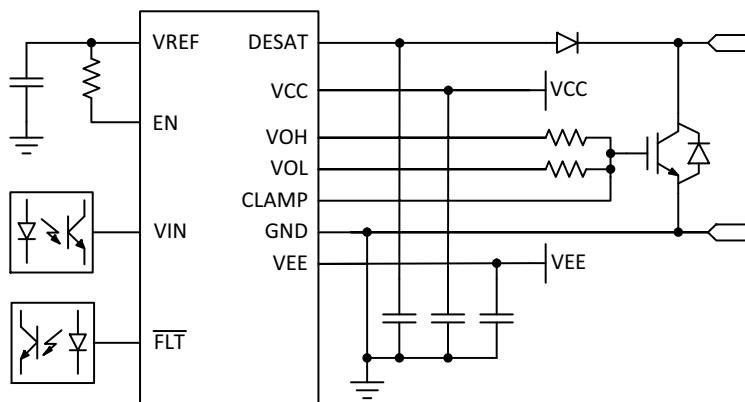 VREF
EN
VIN
FLT
DESAT
VCC
VOH
VOL
CLAMP
GND
VEE
VCC
VEE